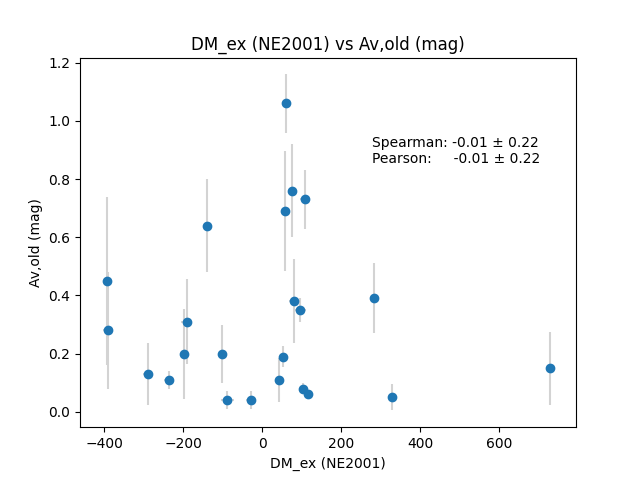 DM_ex (NE2001) vs Av,old (mag)
1.2
1.0
0.8
0.6
0.4
0.2
0.0
Av,old (mag)
Spearman: -0.01 ± 0.22
Pearson: -0.01 ± 0.22
−400 −200 0 200 400 600
DM_ex (NE2001)